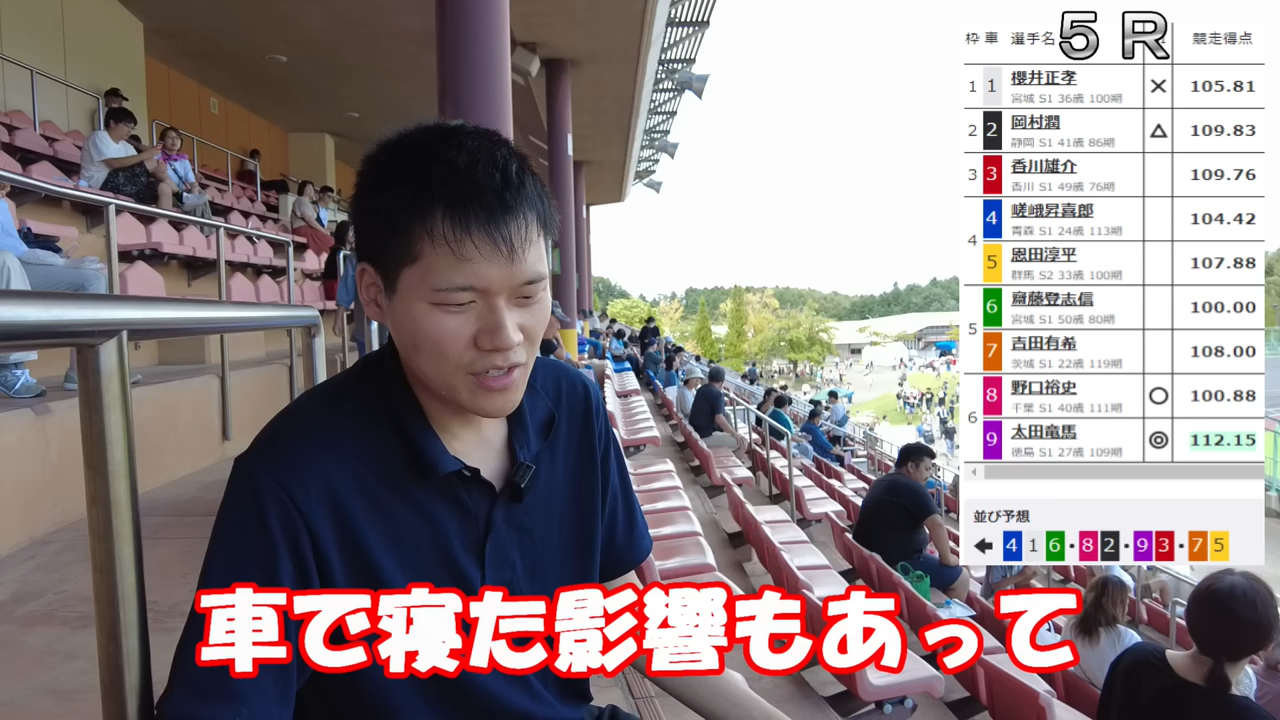 5 R
枠 車 選手名 競走得点
1 1 櫻井正孝 × 105.81
宮城 S1 36歳 100期
2 2 岡村潤 △ 109.83
静岡 S1 41歳 86期
3 3 香川雄介 109.76
香川 S1 49歳 76期
4 4 嵯峨昇喜郎 104.42
青森 S1 24歳 113期
5 恩田淳平 107.88
群馬 S2 33歳 100期
5 6 齋藤登志信 100.00
宮城 S1 50歳 80期
7 吉田有希 108.00
茨城 S1 22歳 119期
6 8 野口裕史 ○ 100.88
千葉 S1 40歳 111期
9 太田竜馬 ◎ 112.15
徳島 S1 27歳 109期
並び予想
← 4 1 6・8 2・9 3・7 5
車で寝た影響もあって